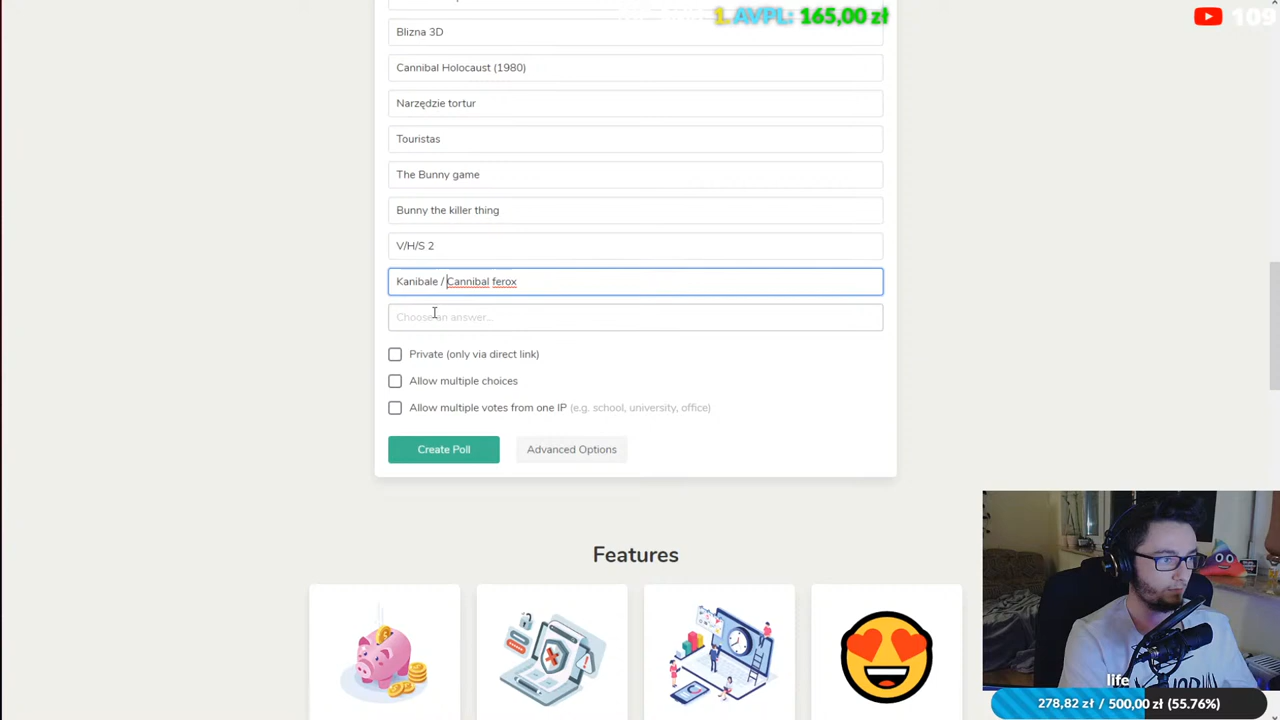 1. AVPL: 165,00 zł
109
Blizna 3D
Cannibal Holocaust (1980)
Narzędzie tortur
Touristas
The Bunny game
Bunny the killer thing
V/H/S 2
Kanibale / Cannibal ferox
Choose an answer...
Private (only via direct link)
Allow multiple choices
Allow multiple votes from one IP (e.g. school, university, office)
Create Poll
Advanced Options
Features
life
278,82 zł / 500,00 zł (55.76%)